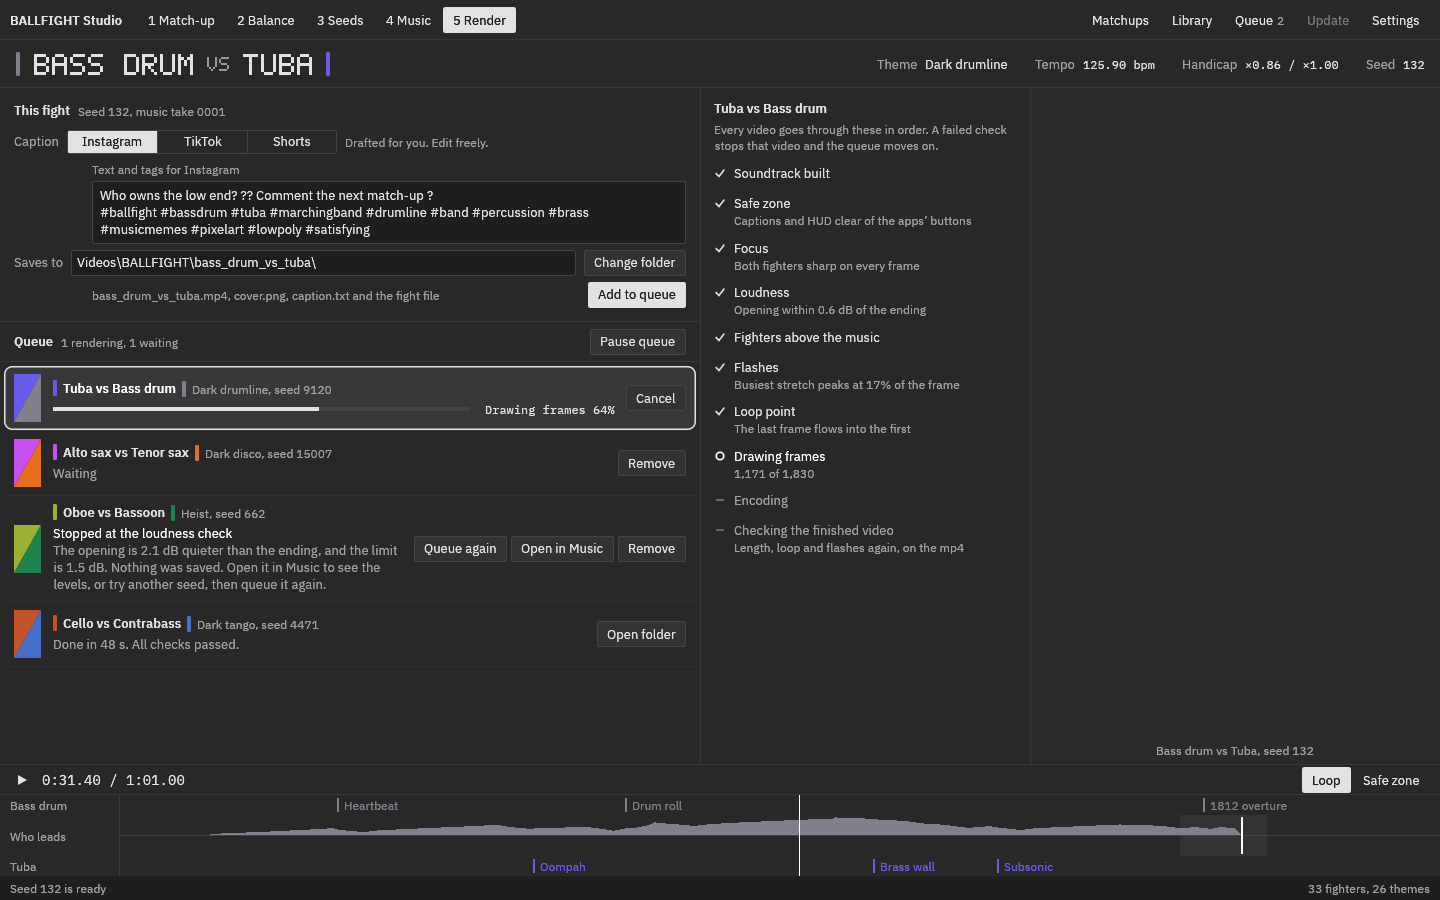 BALLFIGHT Studio 1 Match-up 2 Balance 3 Seeds 4 Music 5 Render Matchups Library Queue 2 Update Settings
BASS DRUM VS TUBA Theme Dark drumline Tempo 125.90 bpm Handicap ×0.86 / ×1.00 Seed 132
This fight Seed 132, music take 0001
Caption Instagram TikTok Shorts Drafted for you. Edit freely.
Text and tags for Instagram
Who owns the low end? ?? Comment the next match-up ?
#ballfight #bassdrum #tuba #marchingband #drumline #band #percussion #brass
#musicmemes #pixelart #lowpoly #satisfying
Saves to Videos\BALLFIGHT\bass_drum_vs_tuba\ Change folder
bass_drum_vs_tuba.mp4, cover.png, caption.txt and the fight file Add to queue
Queue 1 rendering, 1 waiting Pause queue
Tuba vs Bass drum Dark drumline, seed 9120
Drawing frames 64% Cancel
Alto sax vs Tenor sax Dark disco, seed 15007
Waiting Remove
Oboe vs Bassoon Heist, seed 662
Stopped at the loudness check
The opening is 2.1 dB quieter than the ending, and the limit
is 1.5 dB. Nothing was saved. Open it in Music to see the
levels, or try another seed, then queue it again.
Queue again Open in Music Remove
Cello vs Contrabass Dark tango, seed 4471
Done in 48 s. All checks passed. Open folder
Tuba vs Bass drum
Every video goes through these in order. A failed check
stops that video and the queue moves on.
Soundtrack built
Safe zone
Captions and HUD clear of the apps’ buttons
Focus
Both fighters sharp on every frame
Loudness
Opening within 0.6 dB of the ending
Fighters above the music
Flashes
Busiest stretch peaks at 17% of the frame
Loop point
The last frame flows into the first
Drawing frames
1,171 of 1,830
Encoding
Checking the finished video
Length, loop and flashes again, on the mp4
Bass drum vs Tuba, seed 132
0:31.40 / 1:01.00 Loop Safe zone
Bass drum Heartbeat Drum roll 1812 overture
Who leads
Tuba Oompah Brass wall Subsonic
Seed 132 is ready 33 fighters, 26 themes